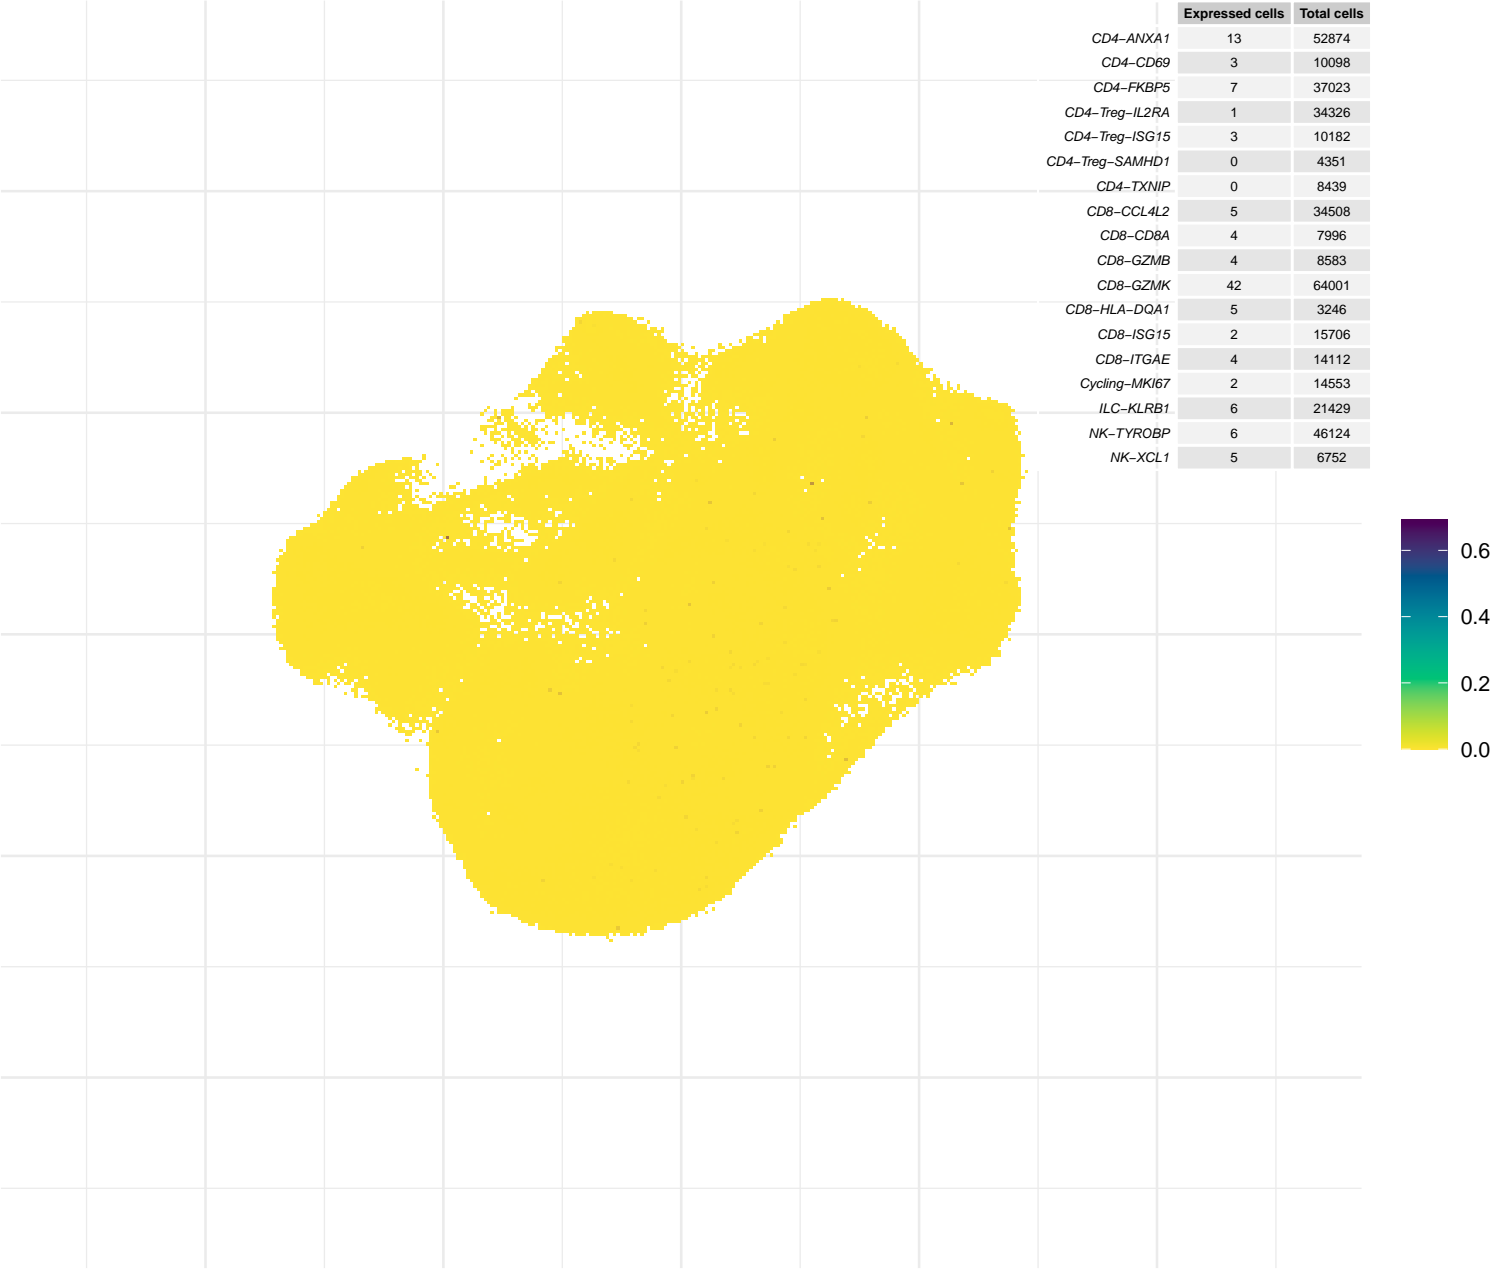 Expressed cells Total cells
CD4−ANXA1 13 52874
CD4−CD69 3 10098
CD4−FKBP5 7 37023
CD4−Treg−IL2RA 1 34326
CD4−Treg−ISG15 3 10182
CD4−Treg−SAMHD1 0 4351
CD4−TXNIP 0 8439
CD8−CCL4L2 5 34508
CD8−CD8A 4 7996
CD8−GZMB 4 8583
CD8−GZMK 42 64001
CD8−HLA−DQA1 5 3246
CD8−ISG15 2 15706
CD8−ITGAE 4 14112
Cycling−MKI67 2 14553
ILC−KLRB1 6 21429
NK−TYROBP 6 46124
NK−XCL1 5 6752
0.6
0.4
0.2
0.0